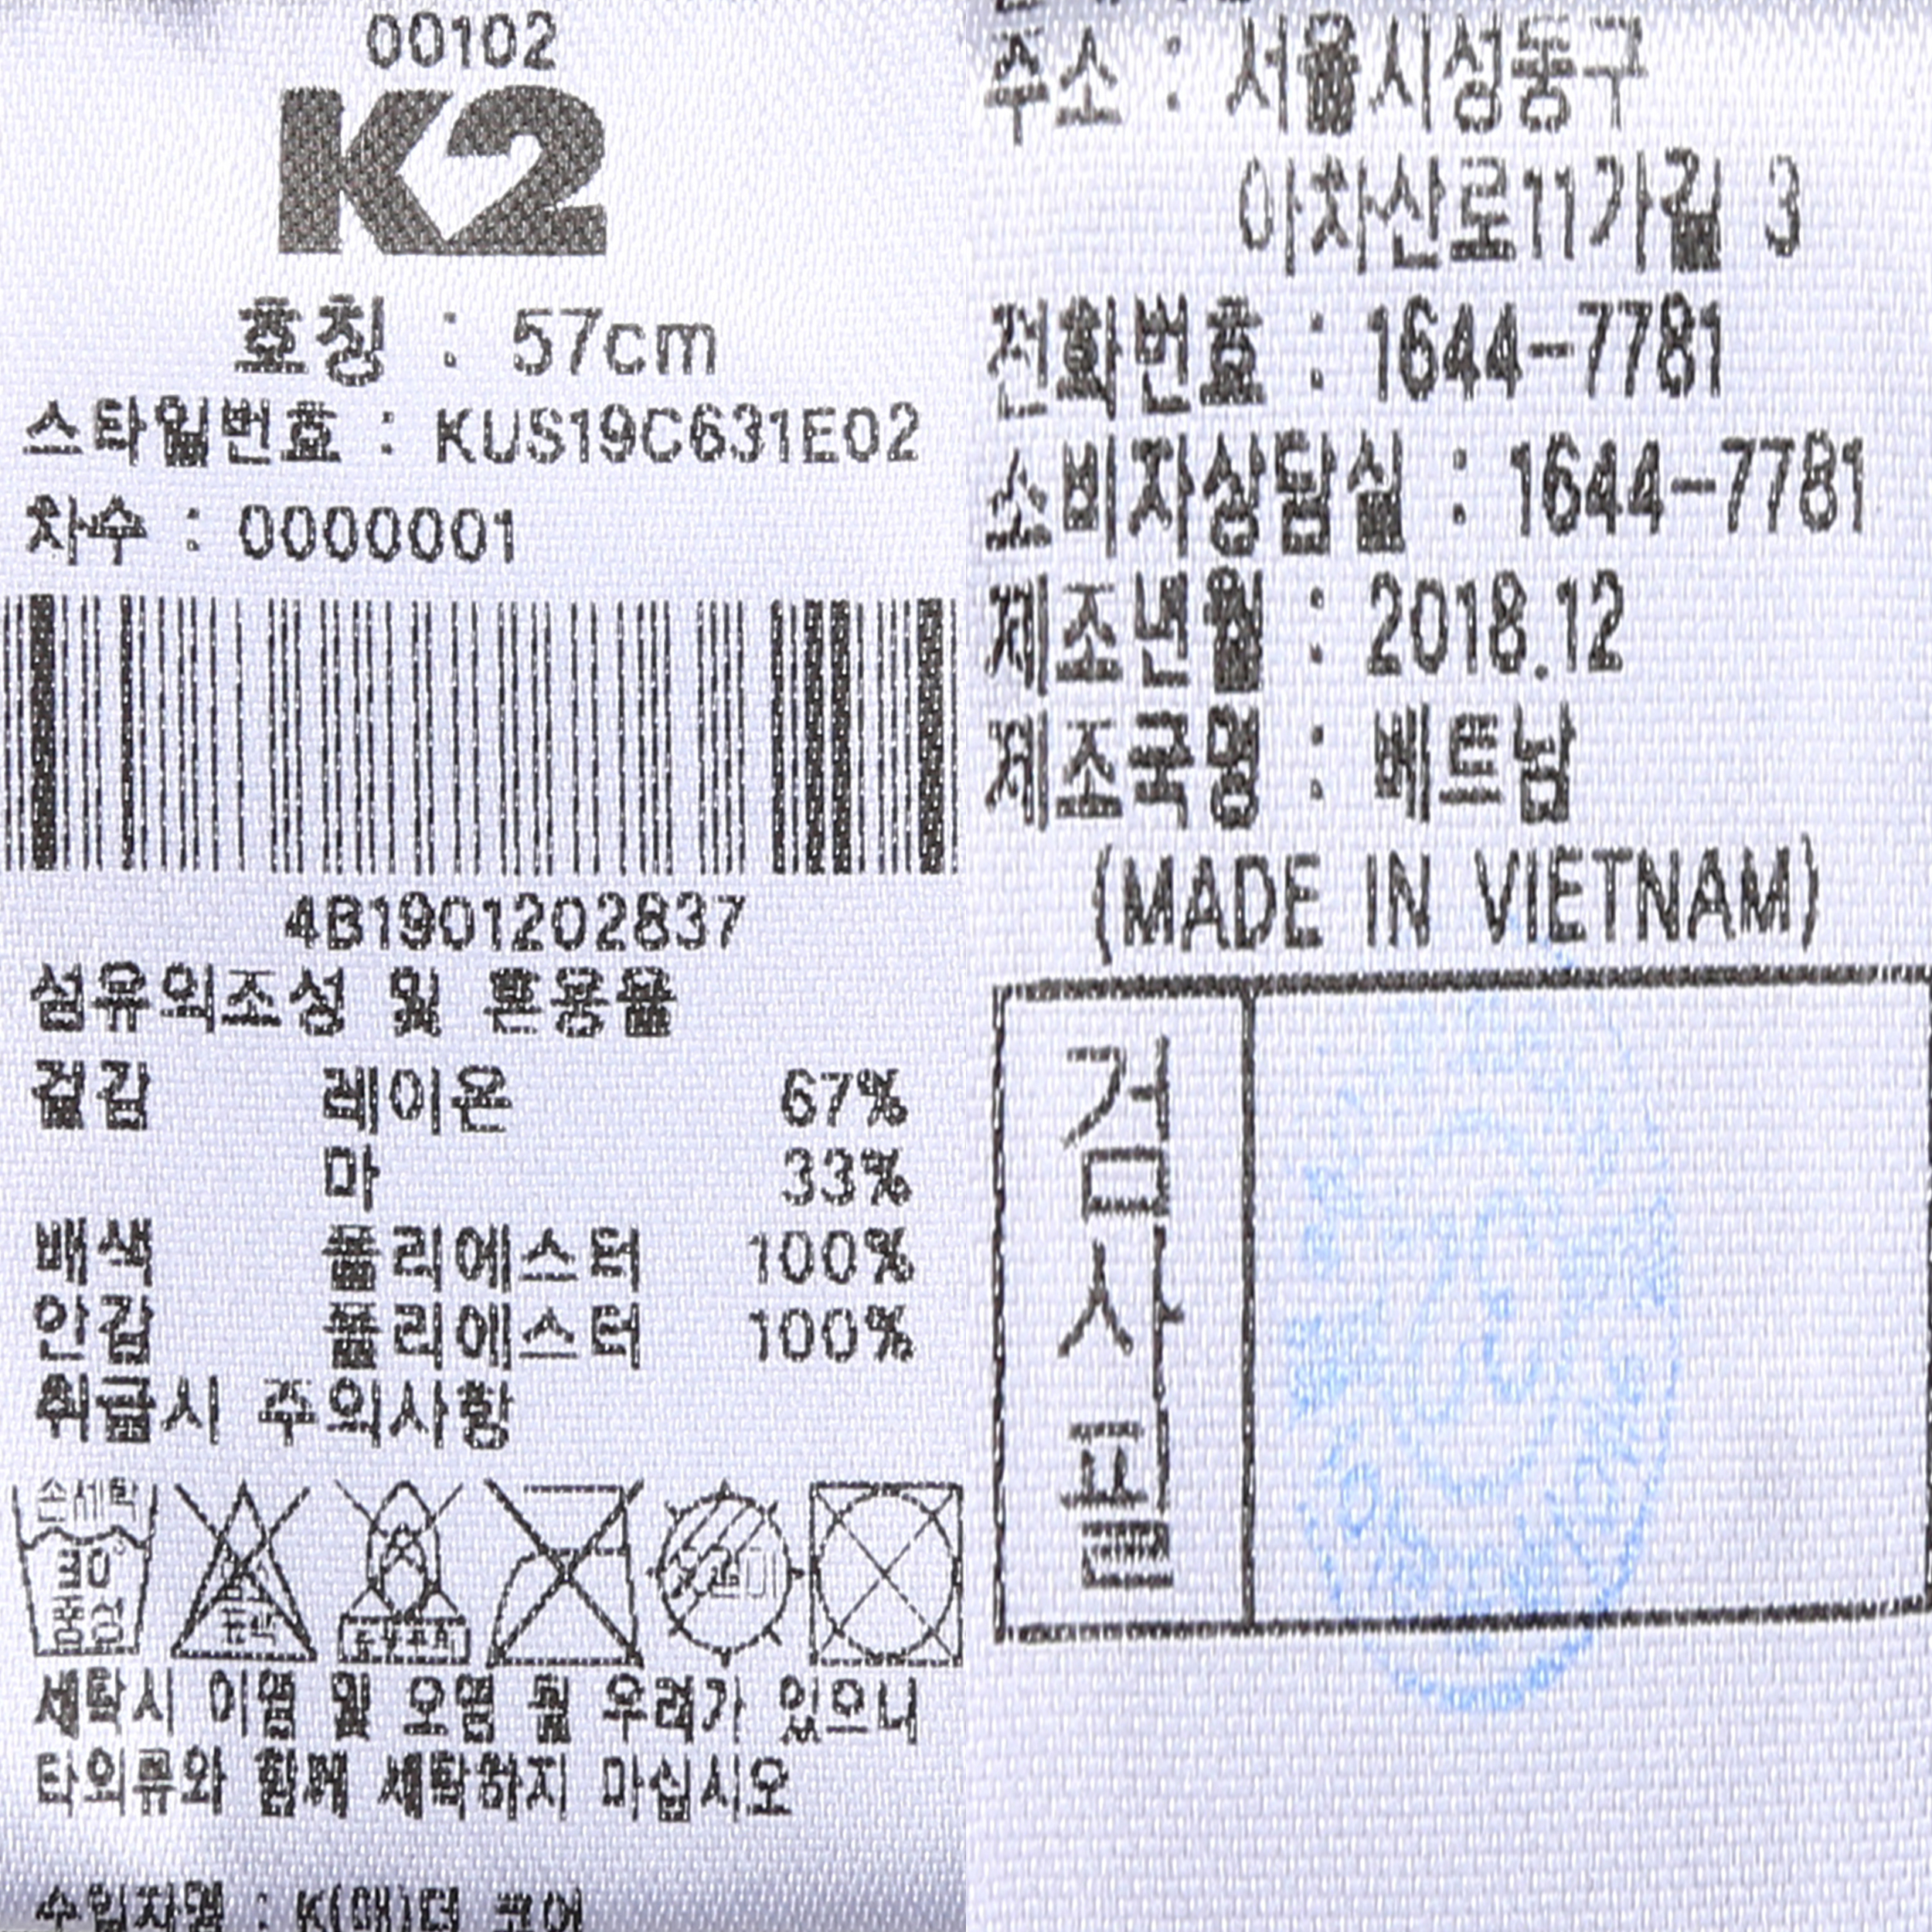 00102
K2
호칭 : 57cm
스타일번호 : KUS19C631E02
차수 : 0000001
4B1901202837
섬유의조성 및 혼용율
겉감 레이온 67%
마 33%
배색 폴리에스터 100%
안감 폴리에스터 100%
취급시 주의사항
손세탁
30°
중성
세탁시 이염 및 오염 될 우려가 있으니
타의류와 함께 세탁하지 마십시오
수입자명 :
주소 : 서울시성동구
아차산로11가길 3
전화번호 : 1644-7781
소비자상담실 : 1644-7781
제조년월 : 2018.12
제조국명 : 베트남
(MADE IN VIETNAM)
검사필